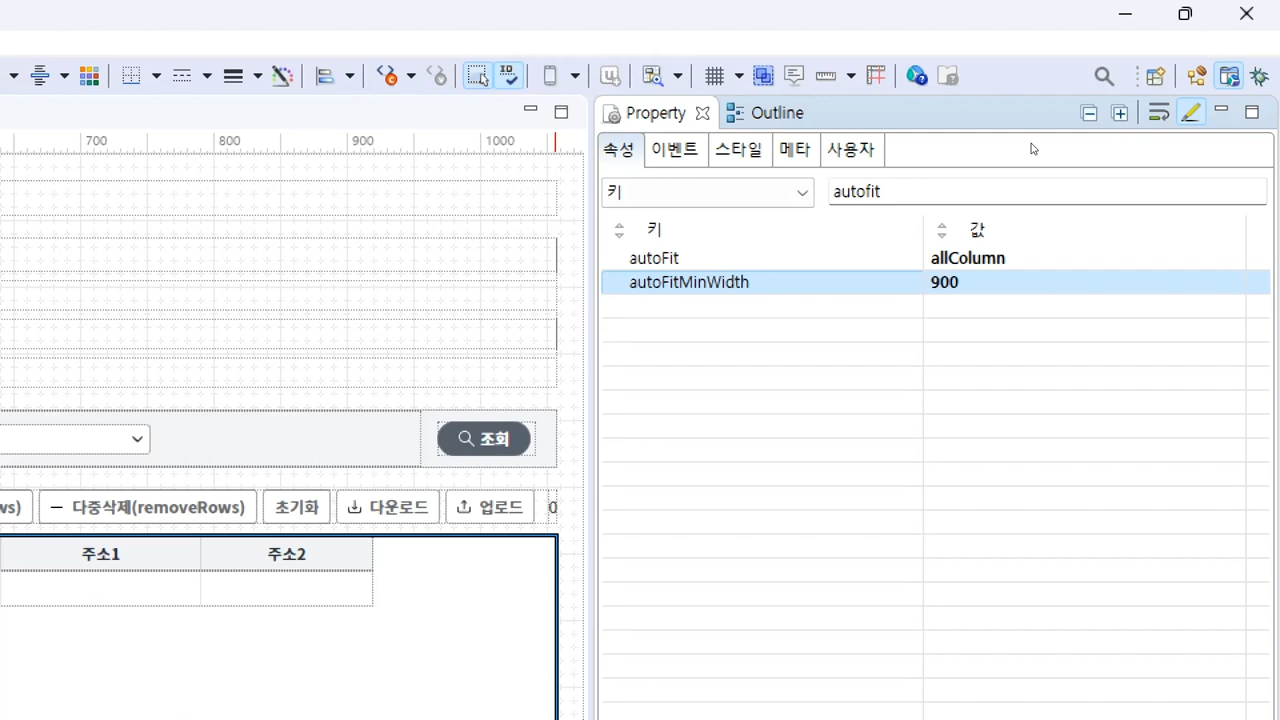 Property
Outline
700
800
900
1000
속성
이벤트
스타일
메타
사용자
키
autofit
키
값
autoFit
allColumn
autoFitMinWidth
900
조회
ws)
다중삭제(removeRows)
초기화
다운로드
업로드
0
주소1
주소2